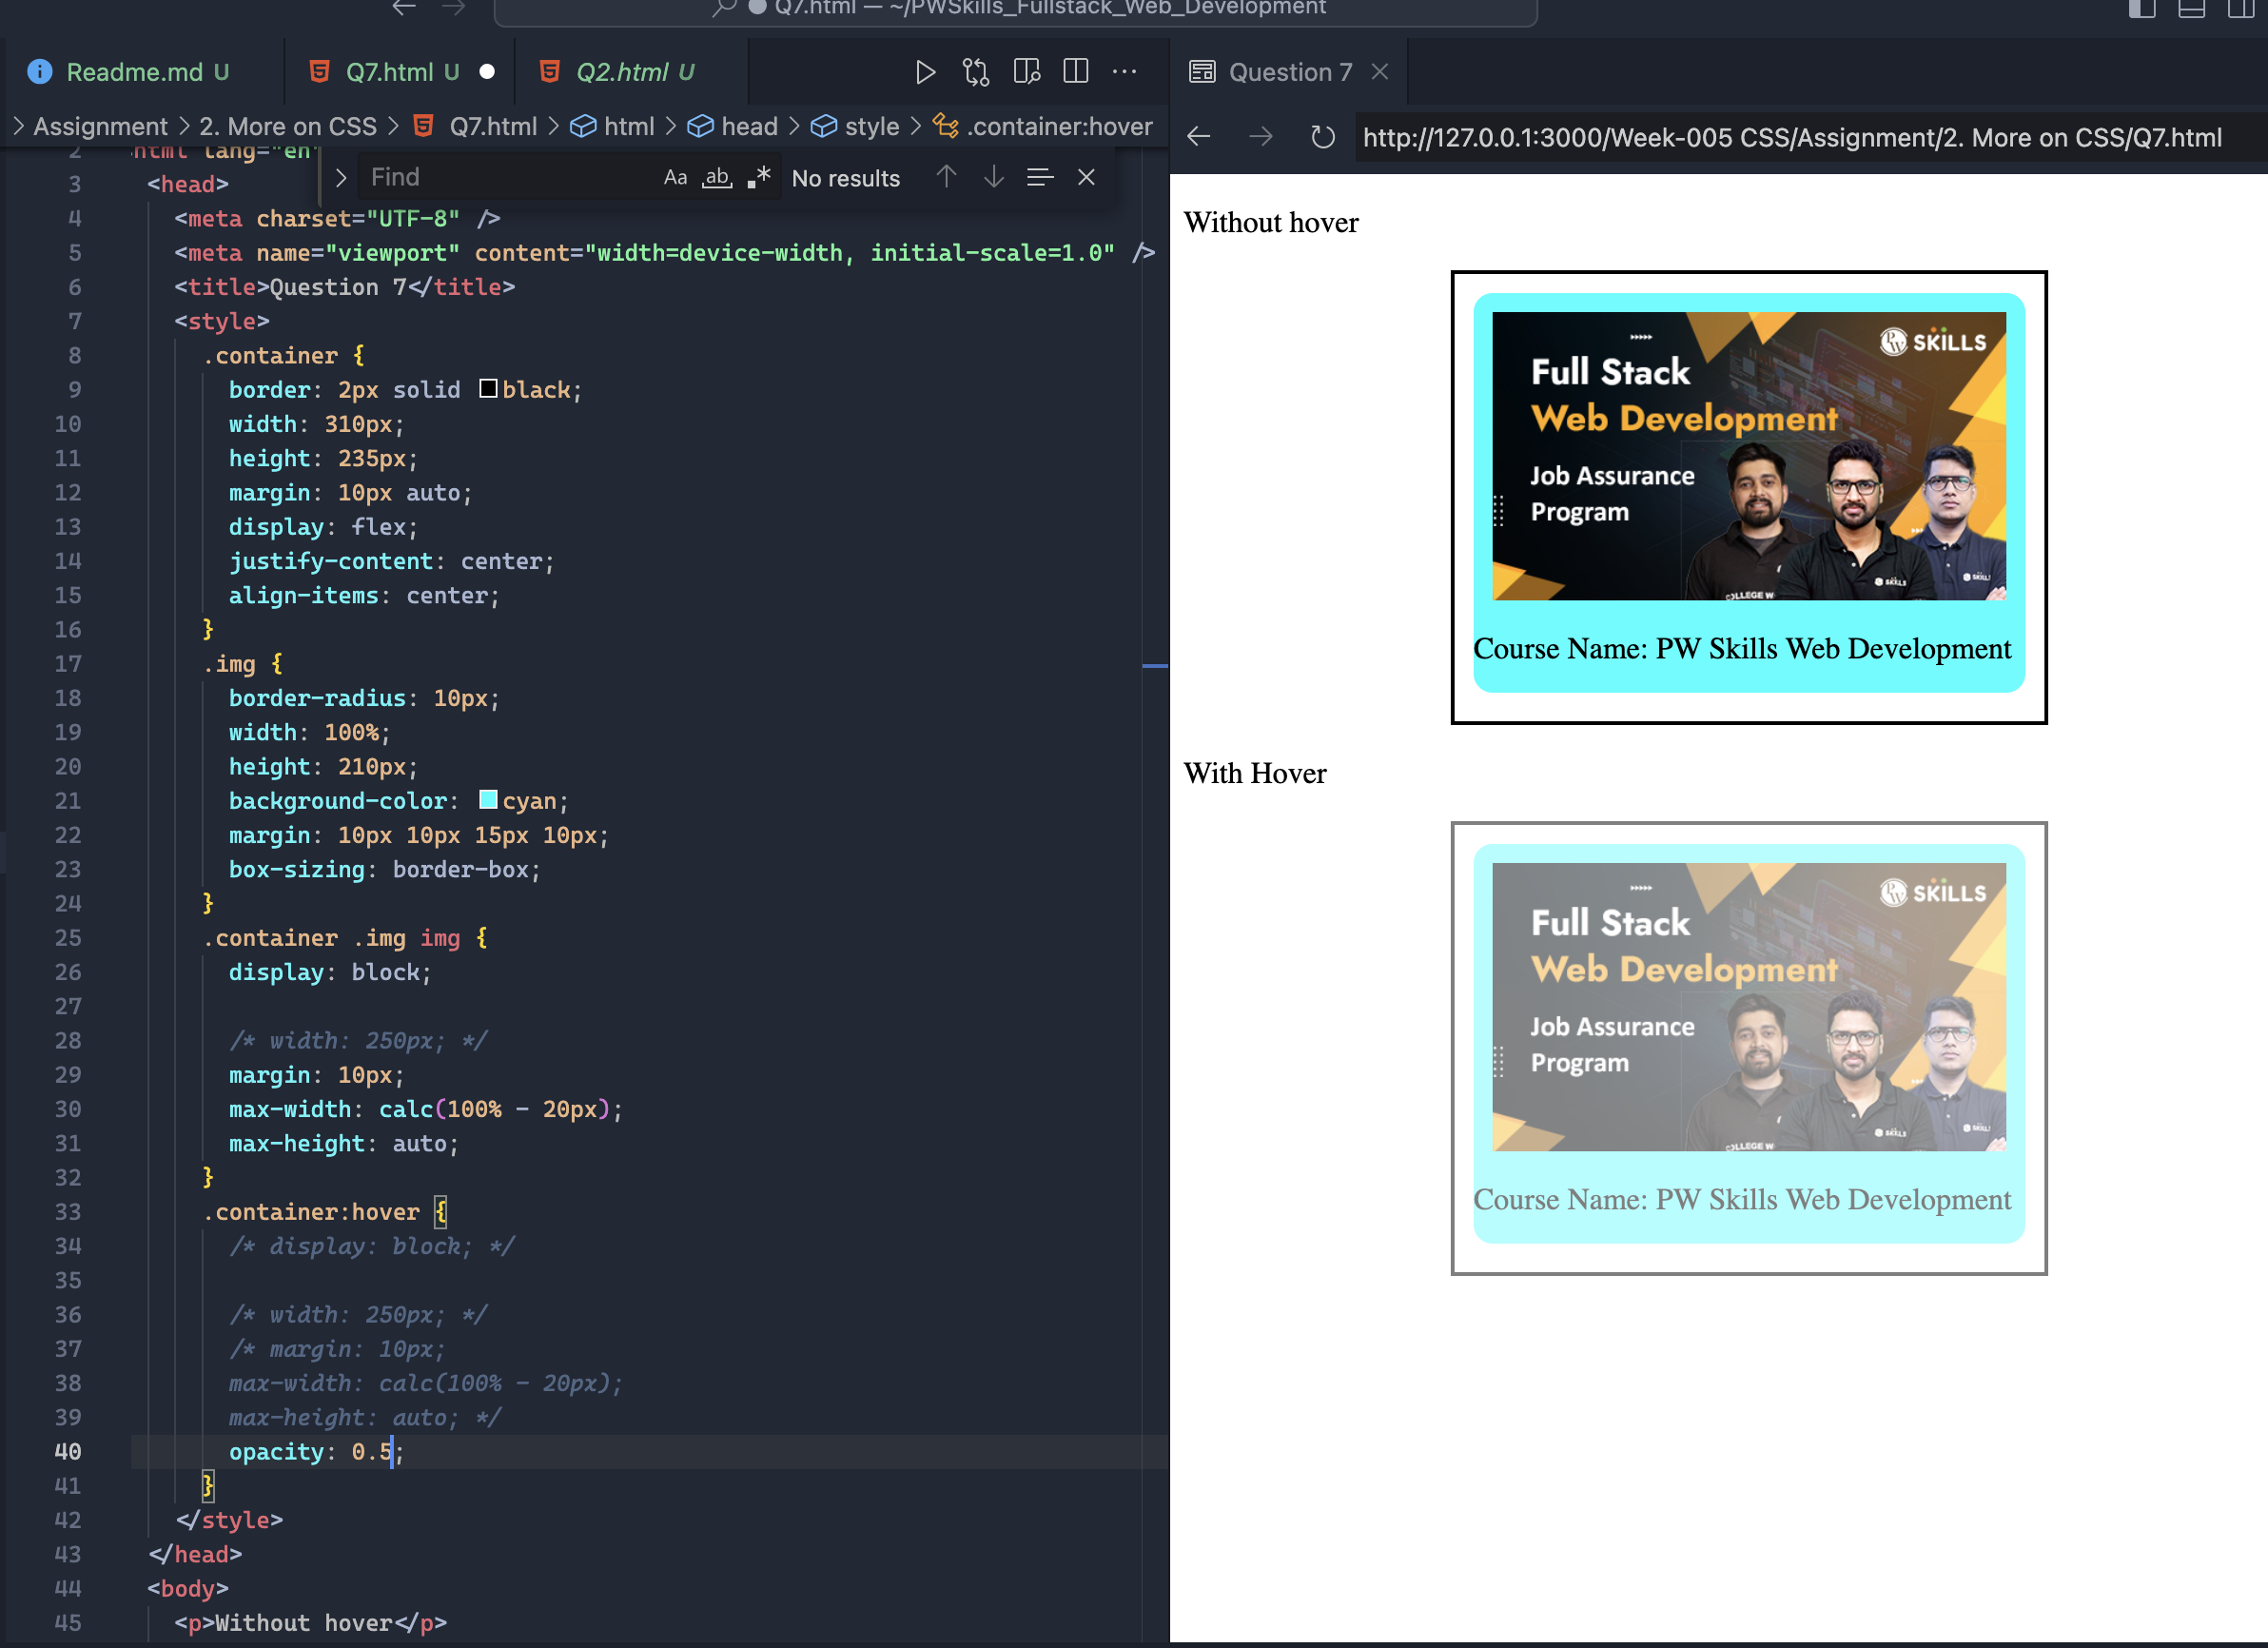 Q7.html — ~/PWSkills_Fullstack_Web_Development
Readme.md U
Q7.html U
Q2.html U
Question 7
Assignment > 2. More on CSS > Q7.html > html > head > style > .container:hover
http://127.0.0.1:3000/Week-005 CSS/Assignment/2. More on CSS/Q7.html
Find
Aa
ab
.*
No results
2 html lang="en"
3 <head>
4 <meta charset="UTF-8" />
5 <meta name="viewport" content="width=device-width, initial-scale=1.0" />
6 <title>Question 7</title>
7 <style>
8 .container {
9 border: 2px solid black;
10 width: 310px;
11 height: 235px;
12 margin: 10px auto;
13 display: flex;
14 justify-content: center;
15 align-items: center;
16 }
17 .img {
18 border-radius: 10px;
19 width: 100%;
20 height: 210px;
21 background-color: cyan;
22 margin: 10px 10px 15px 10px;
23 box-sizing: border-box;
24 }
25 .container .img img {
26 display: block;
27
28 /* width: 250px; */
29 margin: 10px;
30 max-width: calc(100% - 20px);
31 max-height: auto;
32 }
33 .container:hover {
34 /* display: block; */
35
36 /* width: 250px; */
37 /* margin: 10px;
38 max-width: calc(100% - 20px);
39 max-height: auto; */
40 opacity: 0.5;
41 }
42 </style>
43 </head>
44 <body>
45 <p>Without hover</p>
Without hover
PW SKILLS
Full Stack
Web Development
Job Assurance
Program
COLLEGE W
SKILLS
SKILL
Course Name: PW Skills Web Development
With Hover
PW SKILLS
Full Stack
Web Development
Job Assurance
Program
COLLEGE W
SKILLS
SKILL
Course Name: PW Skills Web Development